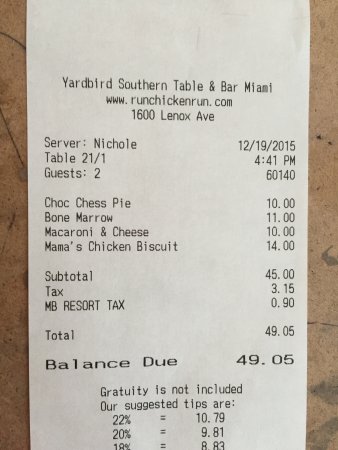 Yardbird Southern Table & Bar Miami
www.runchickenrun.com
1600 Lenox Ave
Server: Nichole 12/19/2015
Table 21/1 4:41 PM
Guests: 2 60140
Choc Chess Pie 10.00
Bone Marrow 11.00
Macaroni & Cheese 10.00
Mama's Chicken Biscuit 14.00
Subtotal 45.00
Tax 3.15
MB RESORT TAX 0.90
Total 49.05
Balance Due 49.05
Gratuity is not included
Our suggested tips are:
22% = 10.79
20% = 9.81
18% = 8.83